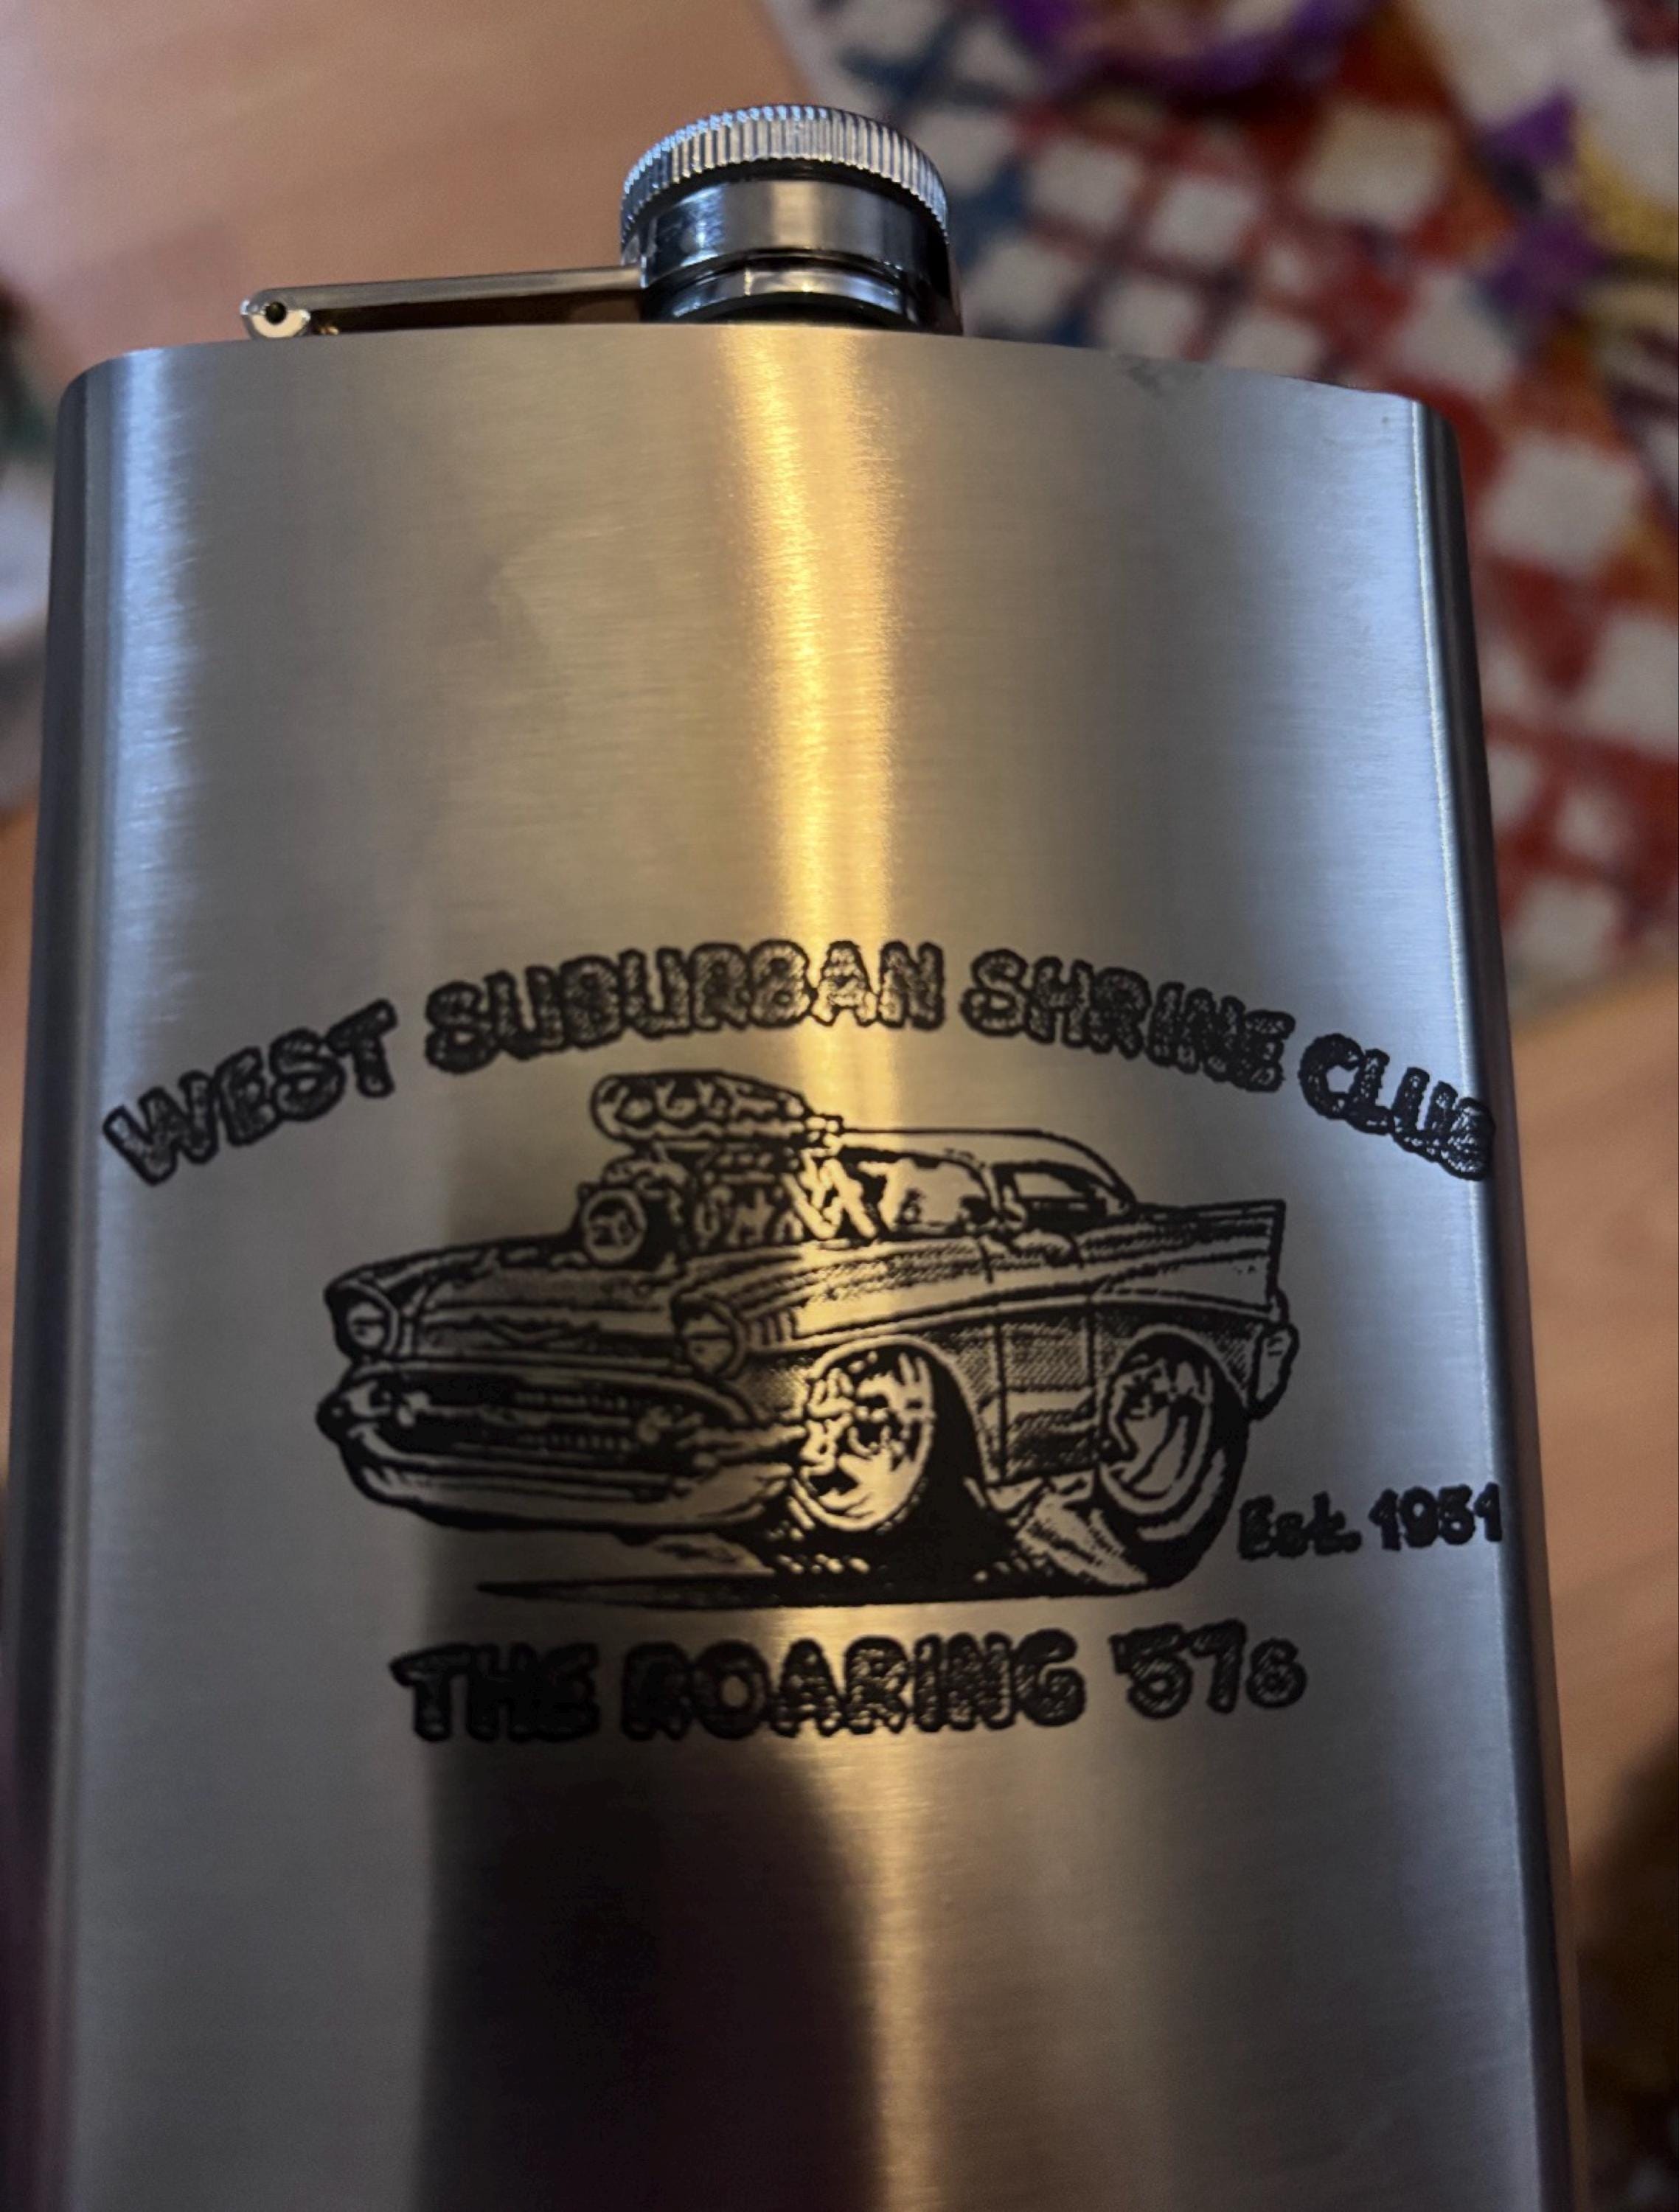 WEST SUBURBAN SHRINE CLUB
Est. 1951
THE ROARING '57s